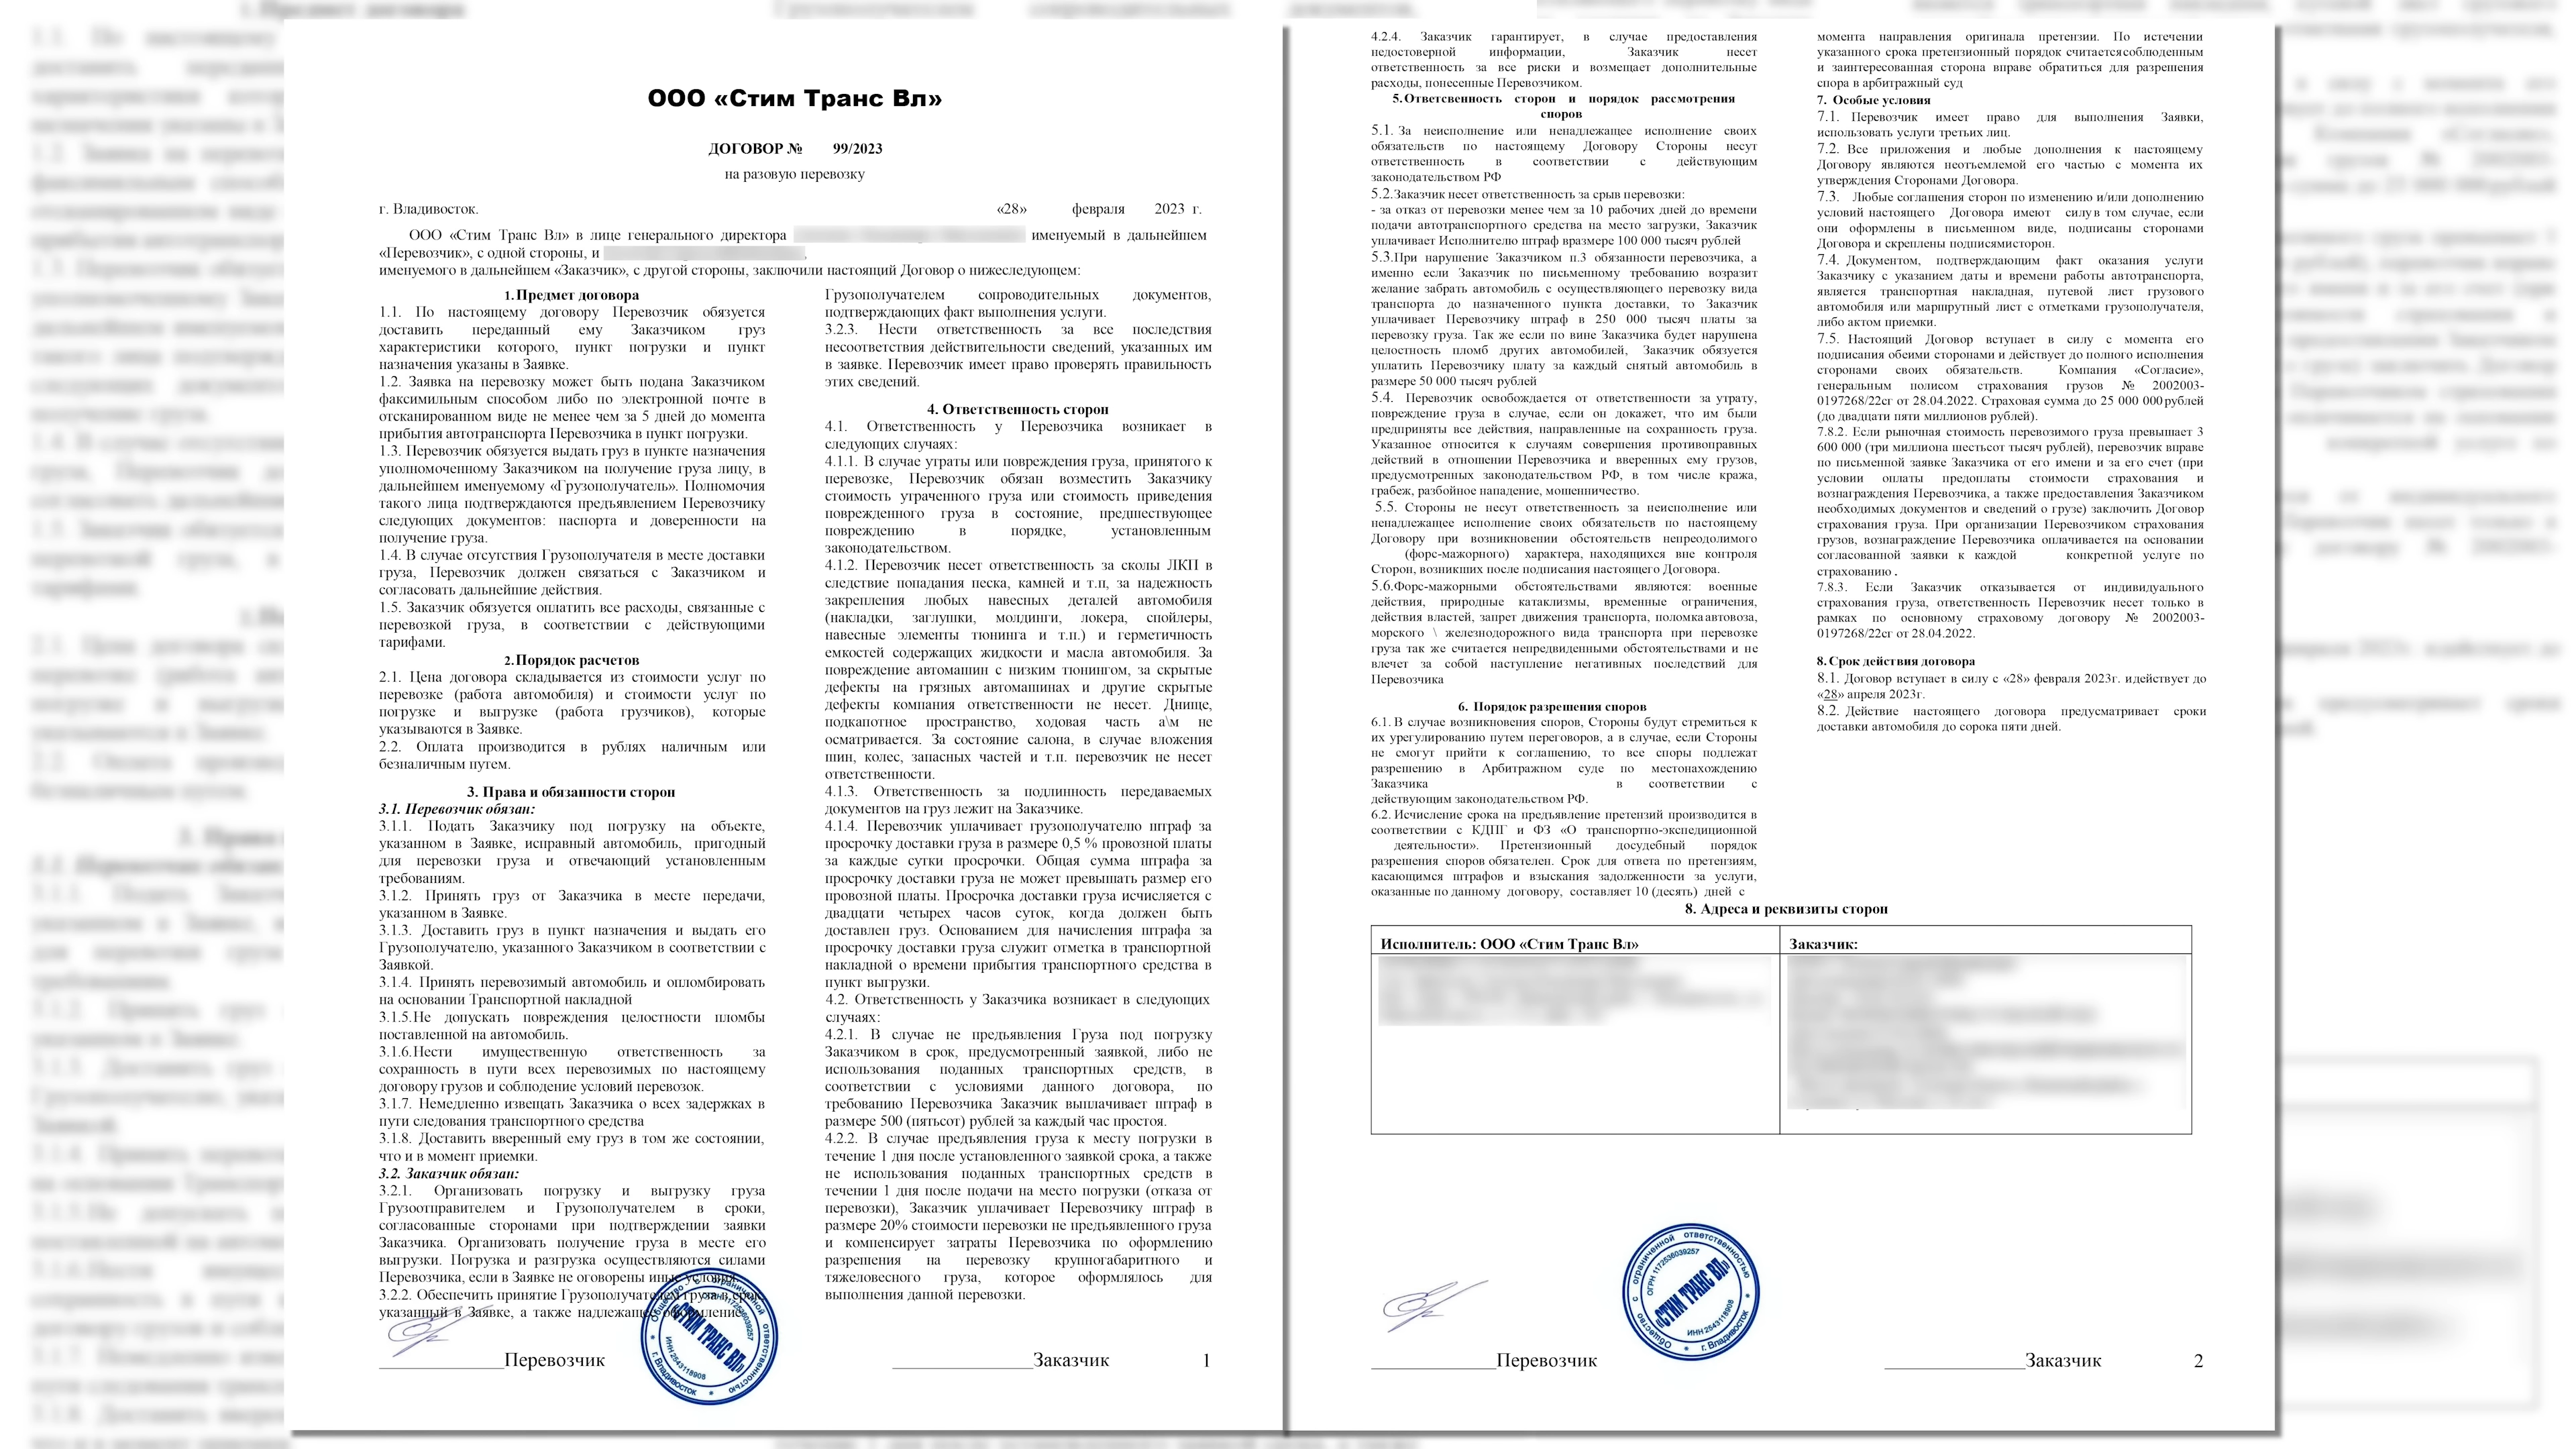 ООО «Стим Транс Вл»
ДОГОВОР № 99/2023
на разовую перевозку
г. Владивосток. «28» февраля 2023 г.
ООО «Стим Транс Вл» в лице генерального директора именуемый в дальнейшем
«Перевозчик», с одной стороны, и
именуемого в дальнейшем «Заказчик», с другой стороны, заключили настоящий Договор о нижеследующем:
1.Предмет договора
1.1. По настоящему договору Перевозчик обязуется
доставить переданный ему Заказчиком груз
характеристики которого, пункт погрузки и пункт
назначения указаны в Заявке.
1.2. Заявка на перевозку может быть подана Заказчиком
факсимильным способом либо по электронной почте в
отсканированном виде не менее чем за 5 дней до момента
прибытия автотранспорта Перевозчика в пункт погрузки.
1.3. Перевозчик обязуется выдать груз в пункте назначения
уполномоченному Заказчиком на получение груза лицу, в
дальнейшем именуемому «Грузополучатель». Полномочия
такого лица подтверждаются предъявлением Перевозчику
следующих документов: паспорта и доверенности на
получение груза.
1.4. В случае отсутствия Грузополучателя в месте доставки
груза, Перевозчик должен связаться с Заказчиком и
согласовать дальнейшие действия.
1.5. Заказчик обязуется оплатить все расходы, связанные с
перевозкой груза, в соответствии с действующими
тарифами.
2.Порядок расчетов
2.1. Цена договора складывается из стоимости услуг по
перевозке (работа автомобиля) и стоимости услуг по
погрузке и выгрузке (работа грузчиков), которые
указываются в Заявке.
2.2. Оплата производится в рублях наличным или
безналичным путем.
3. Права и обязанности сторон
3.1. Перевозчик обязан:
3.1.1. Подать Заказчику под погрузку на объекте,
указанном в Заявке, исправный автомобиль, пригодный
для перевозки груза и отвечающий установленным
требованиям.
3.1.2. Принять груз от Заказчика в месте передачи,
указанном в Заявке.
3.1.3. Доставить груз в пункт назначения и выдать его
Грузополучателю, указанного Заказчиком в соответствии с
Заявкой.
3.1.4. Принять перевозимый автомобиль и опломбировать
на основании Транспортной накладной
3.1.5.Не допускать повреждения целостности пломбы
поставленной на автомобиль.
3.1.6.Нести имущественную ответственность за
сохранность в пути всех перевозимых по настоящему
договору грузов и соблюдение условий перевозок.
3.1.7. Немедленно извещать Заказчика о всех задержках в
пути следования транспортного средства
3.1.8. Доставить вверенный ему груз в том же состоянии,
что и в момент приемки.
3.2. Заказчик обязан:
3.2.1. Организовать погрузку и выгрузку груза
Грузоотправителем и Грузополучателем в сроки,
согласованные сторонами при подтверждении заявки
Заказчика. Организовать получение груза в месте его
выгрузки. Погрузка и разгрузка осуществляются силами
Перевозчика, если в Заявке не оговорены иные условия.
3.2.2. Обеспечить принятие Грузополучателем груза в срок
указанный в Заявке, а также надлежащее оформление
Грузополучателем сопроводительных документов,
подтверждающих факт выполнения услуги.
3.2.3. Нести ответственность за все последствия
несоответствия действительности сведений, указанных им
в заявке. Перевозчик имеет право проверять правильность
этих сведений.
4. Ответственность сторон
4.1. Ответственность у Перевозчика возникает в
следующих случаях:
4.1.1. В случае утраты или повреждения груза, принятого к
перевозке, Перевозчик обязан возместить Заказчику
стоимость утраченного груза или стоимость приведения
поврежденного груза в состояние, предшествующее
повреждению в порядке, установленным
законодательством.
4.1.2. Перевозчик несет ответственность за сколы ЛКП в
следствие попадания песка, камней и т.п, за надежность
закрепления любых навесных деталей автомобиля
(накладки, заглушки, молдинги, локера, спойлеры,
навесные элементы тюнинга и т.п.) и герметичность
емкостей содержащих жидкости и масла автомобиля. За
повреждение автомашин с низким тюнингом, за скрытые
дефекты на грязных автомашинах и другие скрытые
дефекты компания ответственности не несет. Днище,
подкапотное пространство, ходовая часть а\м не
осматривается. За состояние салона, в случае вложения
шин, колес, запасных частей и т.п. перевозчик не несет
ответственности.
4.1.3. Ответственность за подлинность передаваемых
документов на груз лежит на Заказчике.
4.1.4. Перевозчик уплачивает грузополучателю штраф за
просрочку доставки груза в размере 0,5 % провозной платы
за каждые сутки просрочки. Общая сумма штрафа за
просрочку доставки груза не может превышать размер его
провозной платы. Просрочка доставки груза исчисляется с
двадцати четырех часов суток, когда должен быть
доставлен груз. Основанием для начисления штрафа за
просрочку доставки груза служит отметка в транспортной
накладной о времени прибытия транспортного средства в
пункт выгрузки.
4.2. Ответственность у Заказчика возникает в следующих
случаях:
4.2.1. В случае не предъявления Груза под погрузку
Заказчиком в срок, предусмотренный заявкой, либо не
использования поданных транспортных средств, в
соответствии с условиями данного договора, по
требованию Перевозчика Заказчик выплачивает штраф в
размере 500 (пятьсот) рублей за каждый час простоя.
4.2.2. В случае предъявления груза к месту погрузки в
течение 1 дня после установленного заявкой срока, а также
не использования поданных транспортных средств в
течении 1 дня после подачи на место погрузки (отказа от
перевозки), Заказчик уплачивает Перевозчику штраф в
размере 20% стоимости перевозки не предъявленного груза
и компенсирует затраты Перевозчика по оформлению
разрешения на перевозку крупногабаритного и
тяжеловесного груза, которое оформлялось для
выполнения данной перевозки.
Общество с ограниченной ответственностью
ОГРН 1172536039257
«СТИМ ТРАНС ВЛ»
ИНН 2543118908
г. Владивосток
Перевозчик Заказчик 1
4.2.4. Заказчик гарантирует, в случае предоставления
недостоверной информации, Заказчик несет
ответственность за все риски и возмещает дополнительные
расходы, понесенные Перевозчиком.
5.Ответсвенность сторон и порядок рассмотрения
споров
5.1. За неисполнение или ненадлежащее исполнение своих
обязательств по настоящему Договору Стороны несут
ответственность в соответствии с действующим
законодательством РФ
5.2.Заказчик несет ответственность за срыв перевозки:
- за отказ от перевозки менее чем за 10 рабочих дней до времени
подачи автотранспортного средства на место загрузки, Заказчик
уплачивает Исполнителю штраф вразмере 100 000 тысяч рублей
5.3.При нарушение Заказчиком п.3 обязанности перевозчика, а
именно если Заказчик по письменному требованию возразит
желание забрать автомобиль с осуществляющего перевозку вида
транспорта до назначенного пункта доставки, то Заказчик
уплачивает Перевозчику штраф в 250 000 тысяч платы за
перевозку груза. Так же если по вине Заказчика будет нарушена
целостность пломб других автомобилей, Заказчик обязуется
уплатить Перевозчику плату за каждый снятый автомобиль в
размере 50 000 тысяч рублей
5.4. Перевозчик освобождается от ответственности за утрату,
повреждение груза в случае, если он докажет, что им были
предприняты все действия, направленные на сохранность груза.
Указанное относится к случаям совершения противоправных
действий в отношении Перевозчика и вверенных ему грузов,
предусмотренных законодательством РФ, в том числе кража,
грабеж, разбойное нападение, мошенничество.
5.5. Стороны не несут ответственность за неисполнение или
ненадлежащее исполнение своих обязательств по настоящему
Договору при возникновении обстоятельств непреодолимого
(форс-мажорного) характера, находящихся вне контроля
Сторон, возникших после подписания настоящего Договора.
5.6.Форс-мажорными обстоятельствами являются: военные
действия, природные катаклизмы, временные ограничения,
действия властей, запрет движения транспорта, поломкаавтовоза,
морского \ железнодорожного вида транспорта при перевозке
груза так же считается непредвиденными обстоятельствами и не
влечет за собой наступление негативных последствий для
Перевозчика
6. Порядок разрешения споров
6.1. В случае возникновения споров, Стороны будут стремиться к
их урегулированию путем переговоров, а в случае, если Стороны
не смогут прийти к соглашению, то все споры подлежат
разрешению в Арбитражном суде по местонахождению
Заказчика в соответствии с
действующим законодательством РФ.
6.2. Исчисление срока на предъявление претензий производится в
соответствии с КДПГ и ФЗ «О транспортно-экспедиционной
деятельности». Претензионный досудебный порядок
разрешения споров обязателен. Срок для ответа по претензиям,
касающимся штрафов и взыскания задолженности за услуги,
оказанные по данному договору, составляет 10 (десять) дней с
момента направления оригинала претензии. По истечении
указанного срока претензионный порядок считаетсясоблюденным
и заинтересованная сторона вправе обратиться для разрешения
спора в арбитражный суд
7. Особые условия
7.1. Перевозчик имеет право для выполнения Заявки,
использовать услуги третьих лиц.
7.2. Все приложения и любые дополнения к настоящему
Договору являются неотъемлемой его частью с момента их
утверждения Сторонами Договора.
7.3. Любые соглашения сторон по изменению и/или дополнению
условий настоящего Договора имеют силув том случае, если
они оформлены в письменном виде, подписаны сторонами
Договора и скреплены подписямисторон.
7.4. Документом, подтверждающим факт оказания услуги
Заказчику с указанием даты и времени работы автотранспорта,
является транспортная накладная, путевой лист грузового
автомобиля или маршрутный лист с отметками грузополучателя,
либо актом приемки.
7.5. Настоящий Договор вступает в силу с момента его
подписания обеими сторонами и действует до полного исполнения
сторонами своих обязательств. Компания «Согласие»,
генеральным полисом страхования грузов № 2002003-
0197268/22сг от 28.04.2022. Страховая сумма до 25 000 000рублей
(до двадцати пяти миллионов рублей).
7.8.2. Если рыночная стоимость перевозимого груза превышает 3
600 000 (три миллиона шестьсот тысяч рублей), перевозчик вправе
по письменной заявке Заказчика от его имени и за его счет (при
условии оплаты предоплаты стоимости страхования и
вознаграждения Перевозчика, а также предоставления Заказчиком
необходимых документов и сведений о грузе) заключить Договор
страхования груза. При организации Перевозчиком страхования
грузов, вознаграждение Перевозчика оплачивается на основании
согласованной заявки к каждой конкретной услуге по
страхованию .
7.8.3. Если Заказчик отказывается от индивидуального
страхования груза, ответственность Перевозчик несет только в
рамках по основному страховому договору № 2002003-
0197268/22сг от 28.04.2022.
8.Срок действия договора
8.1. Договор вступает в силу с «28» февраля 2023г. идействует до
«28» апреля 2023г.
8.2. Действие настоящего договора предусматривает сроки
доставки автомобиля до сорока пяти дней.
8. Адреса и реквизиты сторон
Исполнитель: ООО «Стим Транс Вл» Заказчик:
Общество с ограниченной ответственностью
ОГРН 1172536039257
«СТИМ ТРАНС ВЛ»
ИНН 2543118908
г. Владивосток
Перевозчик Заказчик 2